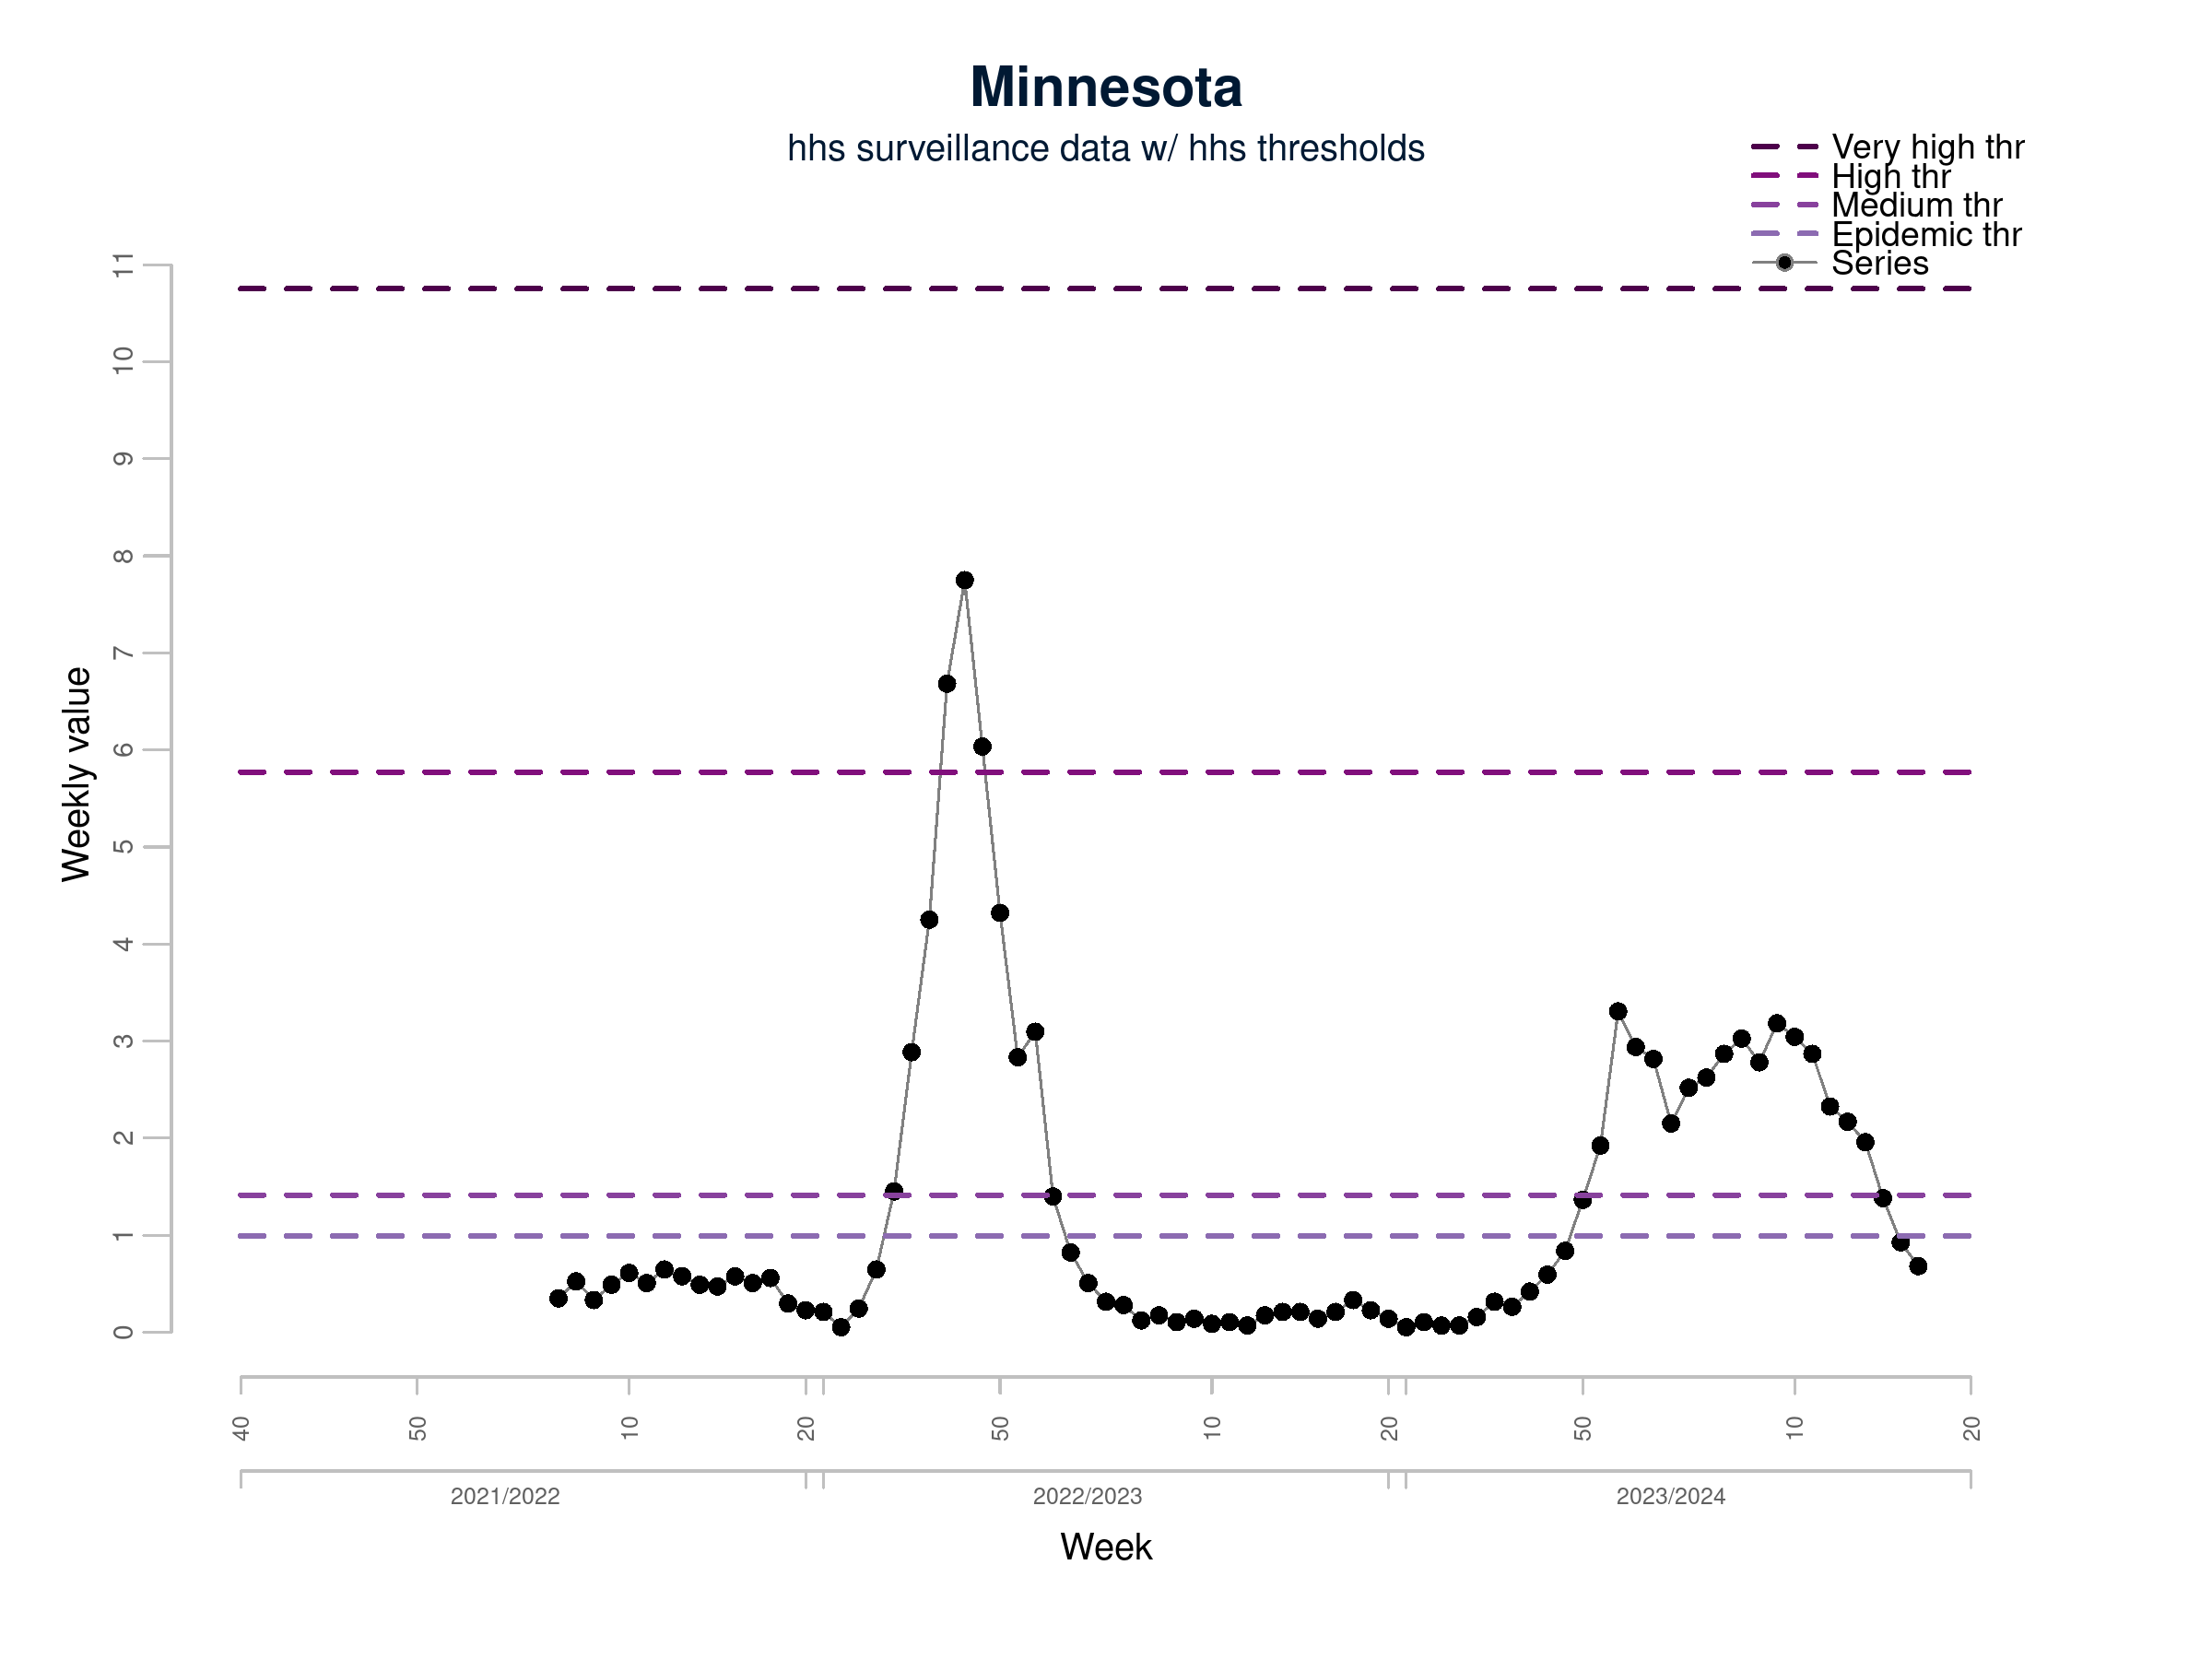 Minnesota
hhs surveillance data w/ hhs thresholds
Very high thr
High thr
Medium thr
Epidemic thr
Series
11
10
9
8
7
6
5
4
3
2
1
0
Weekly value
40 50 10 20 50 10 20 50 10 20
2021/2022 2022/2023 2023/2024
Week